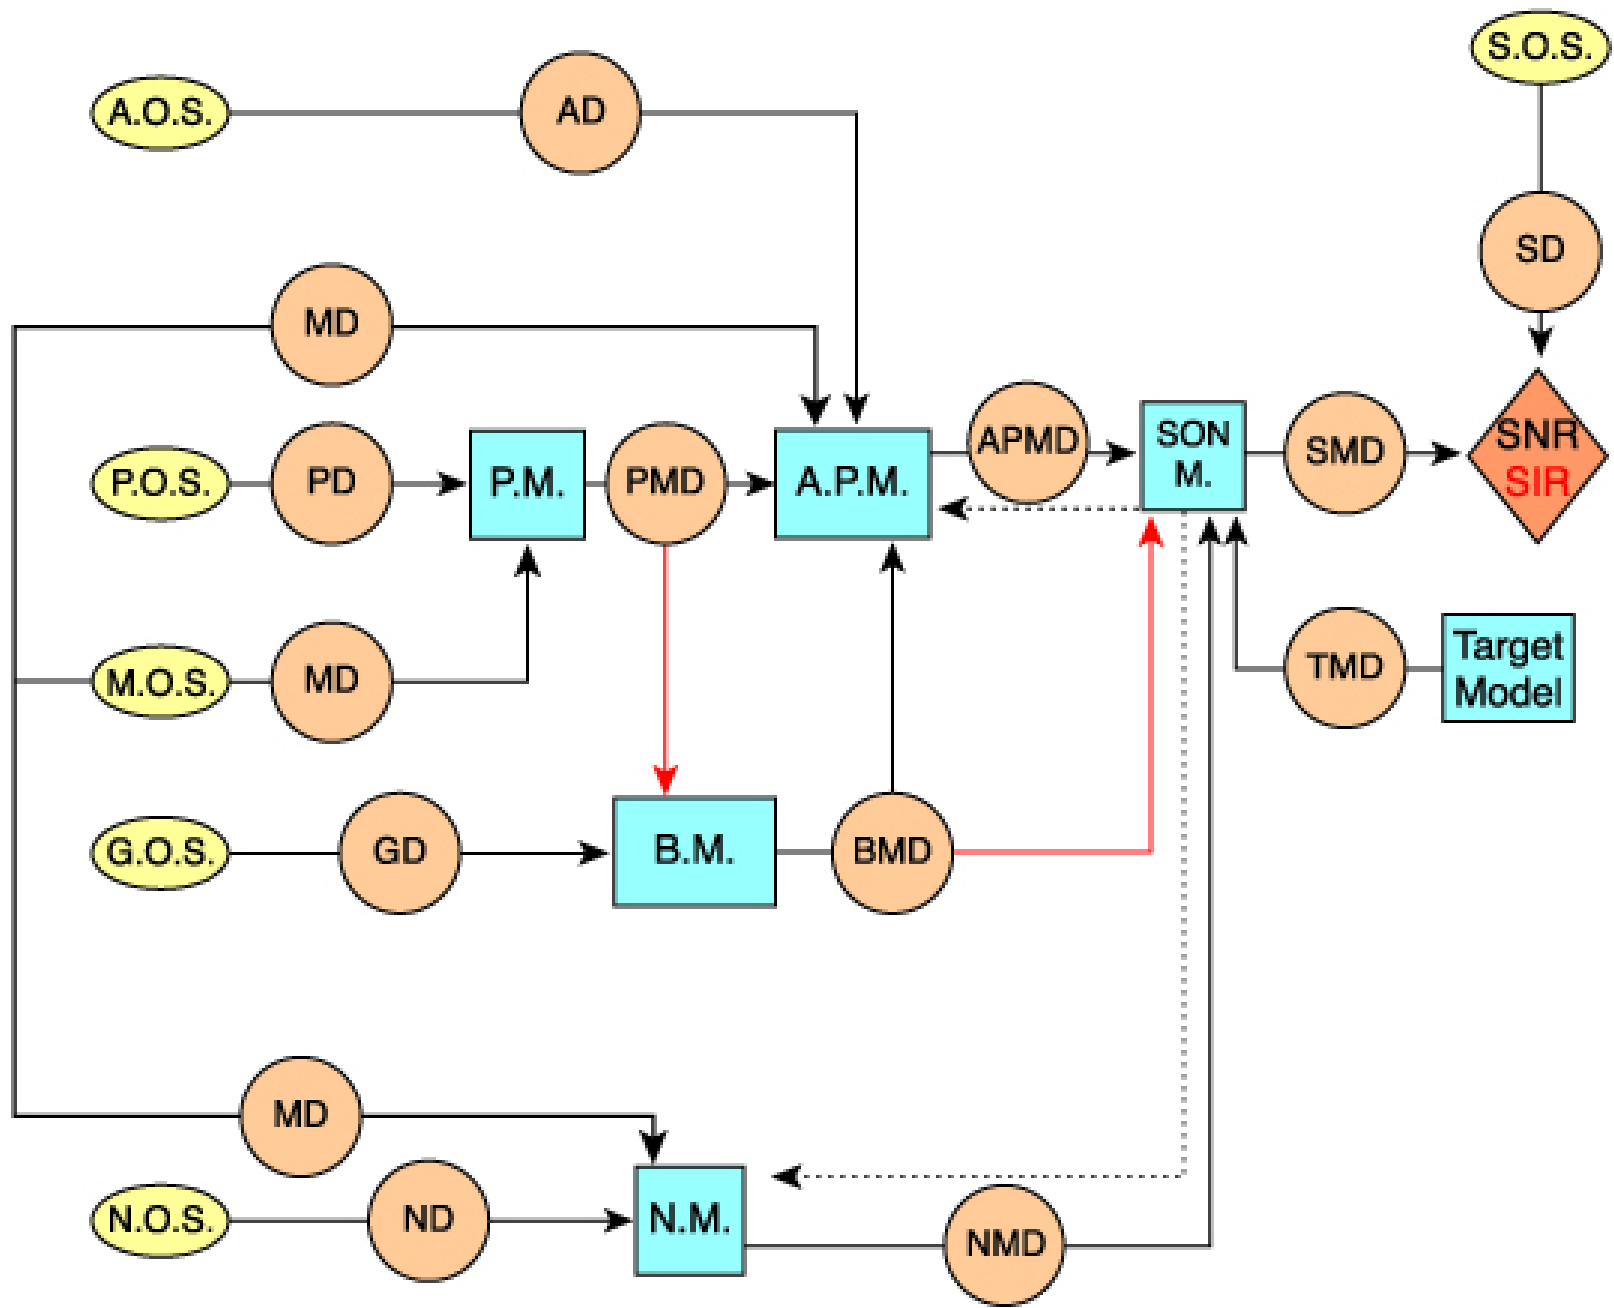 S.O.S.
A.O.S.
AD
SD
MD
P.O.S.
PD
P.M.
PMD
A.P.M.
APMD
SON
M.
SMD
SNR
SIR
M.O.S.
MD
TMD
Target
Model
G.O.S.
GD
B.M.
BMD
MD
N.O.S.
ND
N.M.
NMD